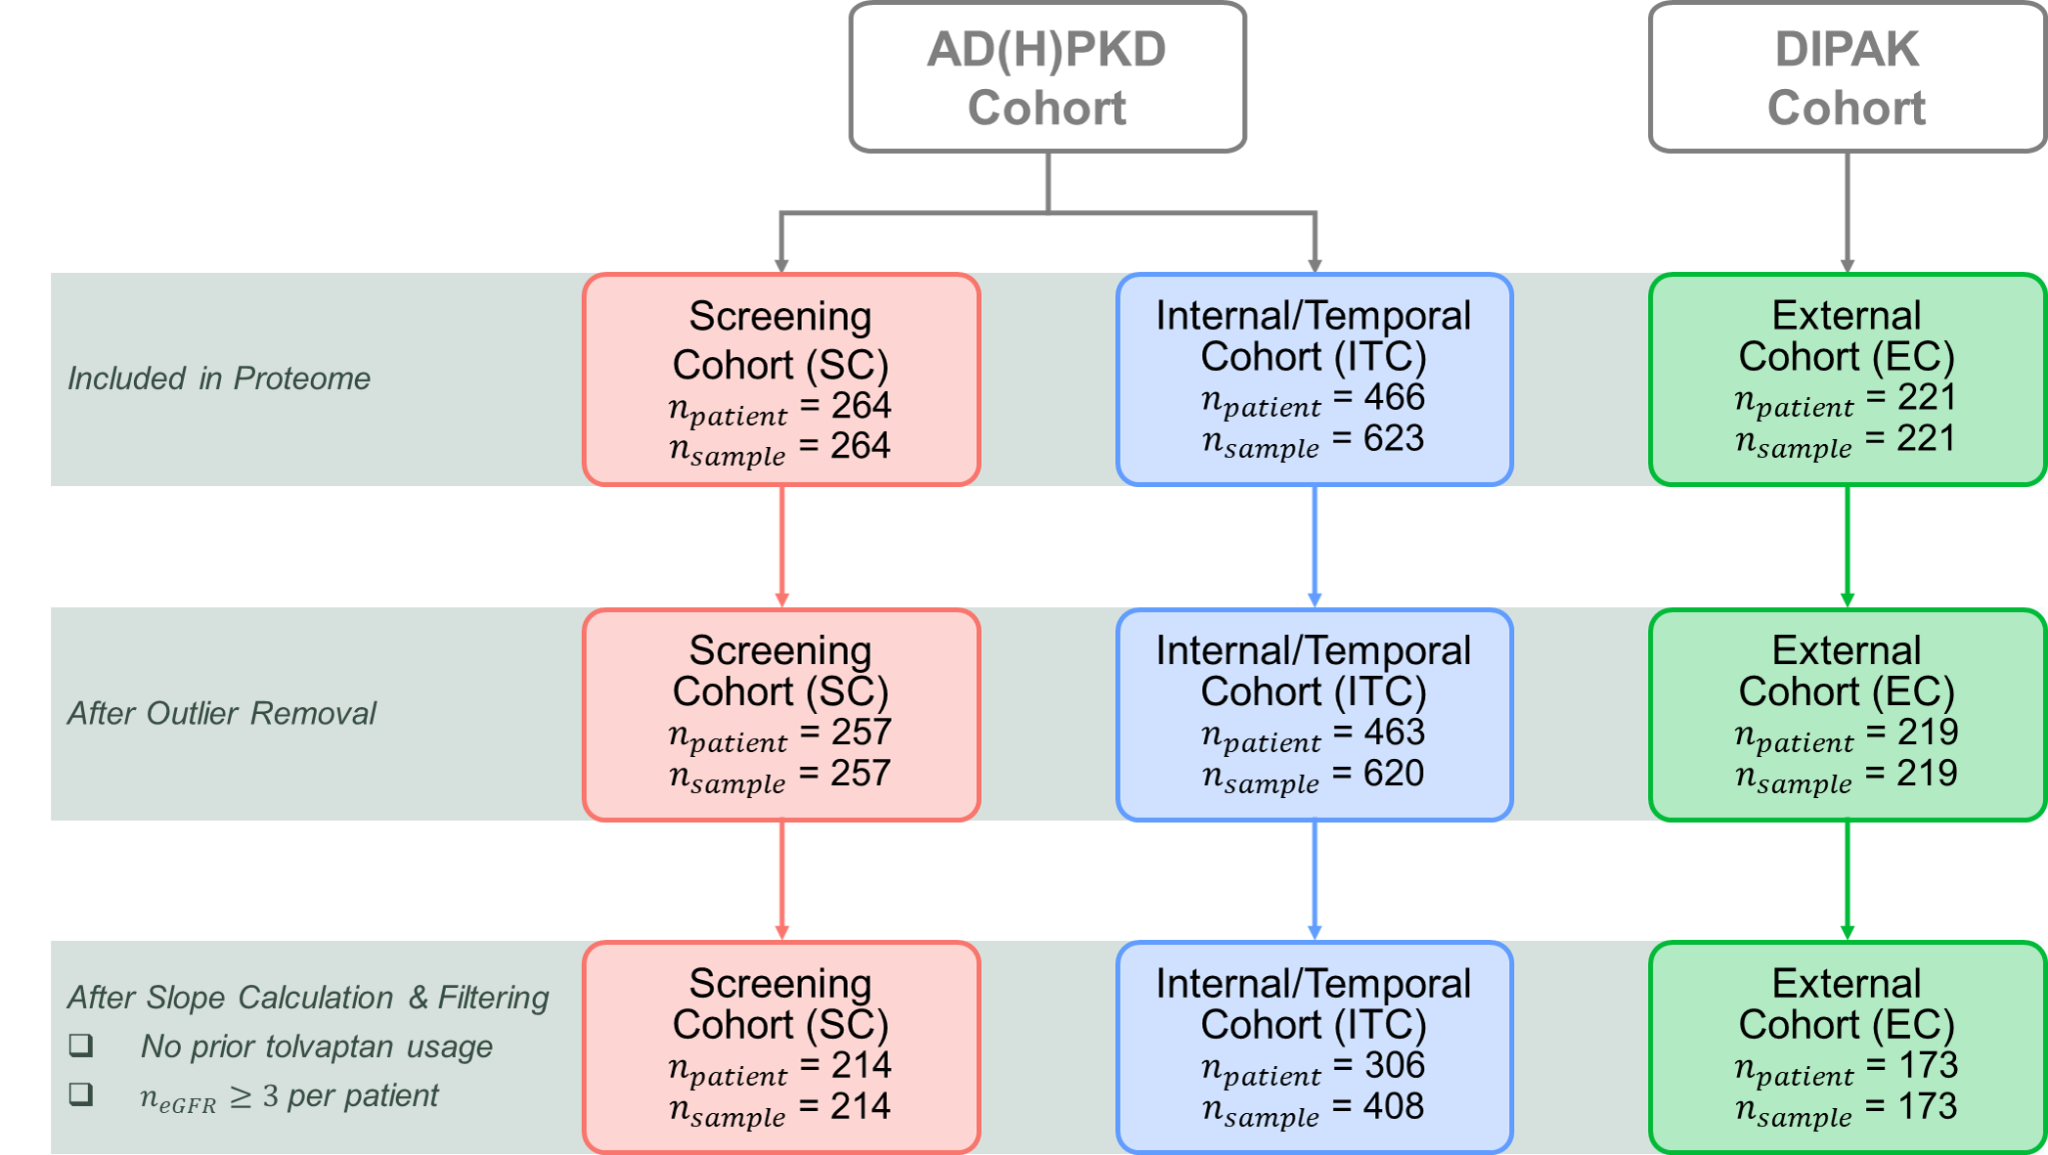 AD(H)PKD
Cohort
DIPAK
Cohort
Included in Proteome
Screening
Cohort (SC)
n_patient = 264
n_sample = 264
Internal/Temporal
Cohort (ITC)
n_patient = 466
n_sample = 623
External
Cohort (EC)
n_patient = 221
n_sample = 221
After Outlier Removal
Screening
Cohort (SC)
n_patient = 257
n_sample = 257
Internal/Temporal
Cohort (ITC)
n_patient = 463
n_sample = 620
External
Cohort (EC)
n_patient = 219
n_sample = 219
After Slope Calculation & Filtering
❑ No prior tolvaptan usage
❑ n_eGFR ≥ 3 per patient
Screening
Cohort (SC)
n_patient = 214
n_sample = 214
Internal/Temporal
Cohort (ITC)
n_patient = 306
n_sample = 408
External
Cohort (EC)
n_patient = 173
n_sample = 173